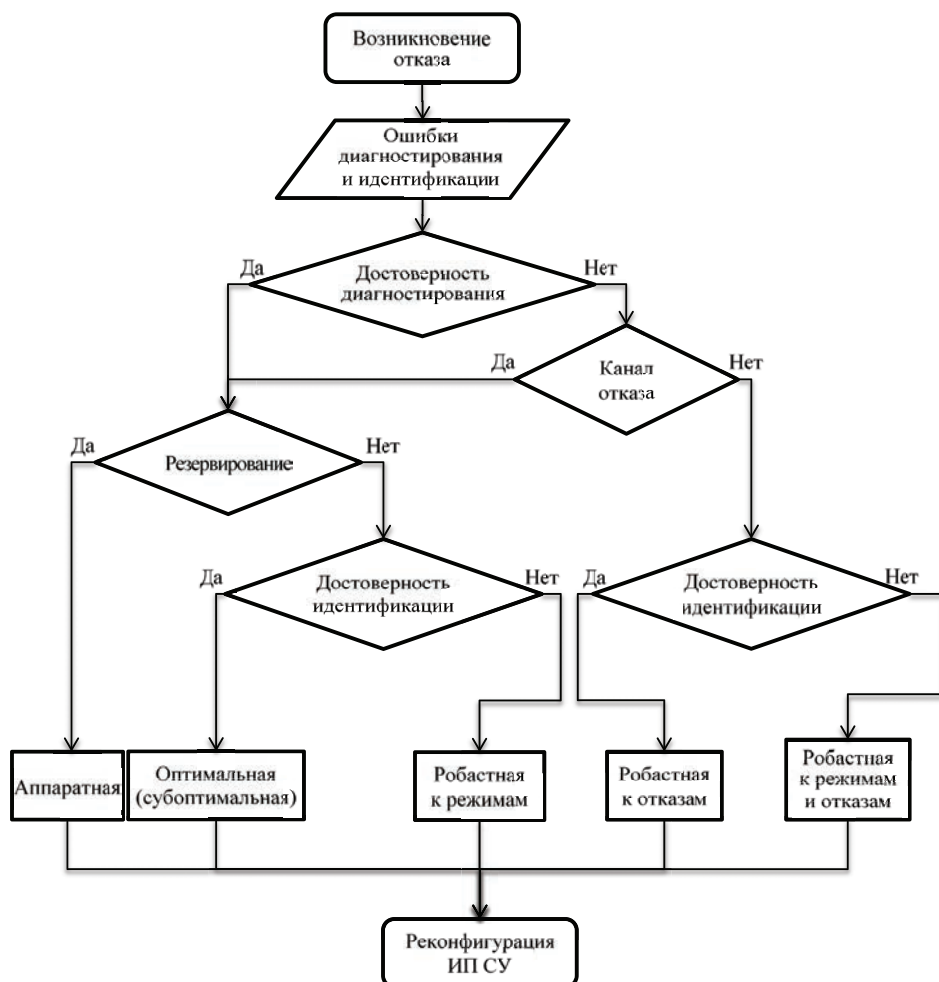 Возникновение
отказа
Ошибки
диагностирования
и идентификации
Да
Достоверность
диагностирования
Нет
Да
Канал
отказа
Нет
Да
Резервирование
Нет
Да
Достоверность
идентификации
Нет
Да
Достоверность
идентификации
Нет
Аппаратная
Оптимальная
(субоптимальная)
Робастная
к режимам
Робастная
к отказам
Робастная
к режимам
и отказам
Реконфигурация
ИП СУ